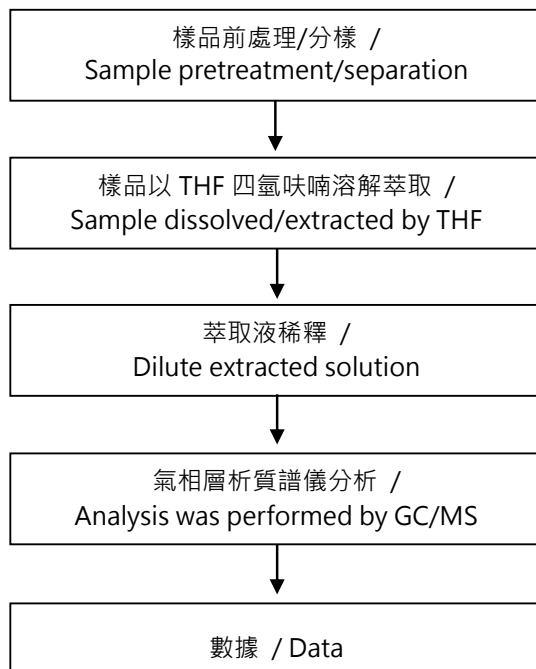 樣品前處理/分樣 /
Sample pretreatment/separation
樣品以 THF 四氫呋喃溶解萃取 /
Sample dissolved/extracted by THF
萃取液稀釋 /
Dilute extracted solution
氣相層析質譜儀分析 /
Analysis was performed by GC/MS
數據 / Data